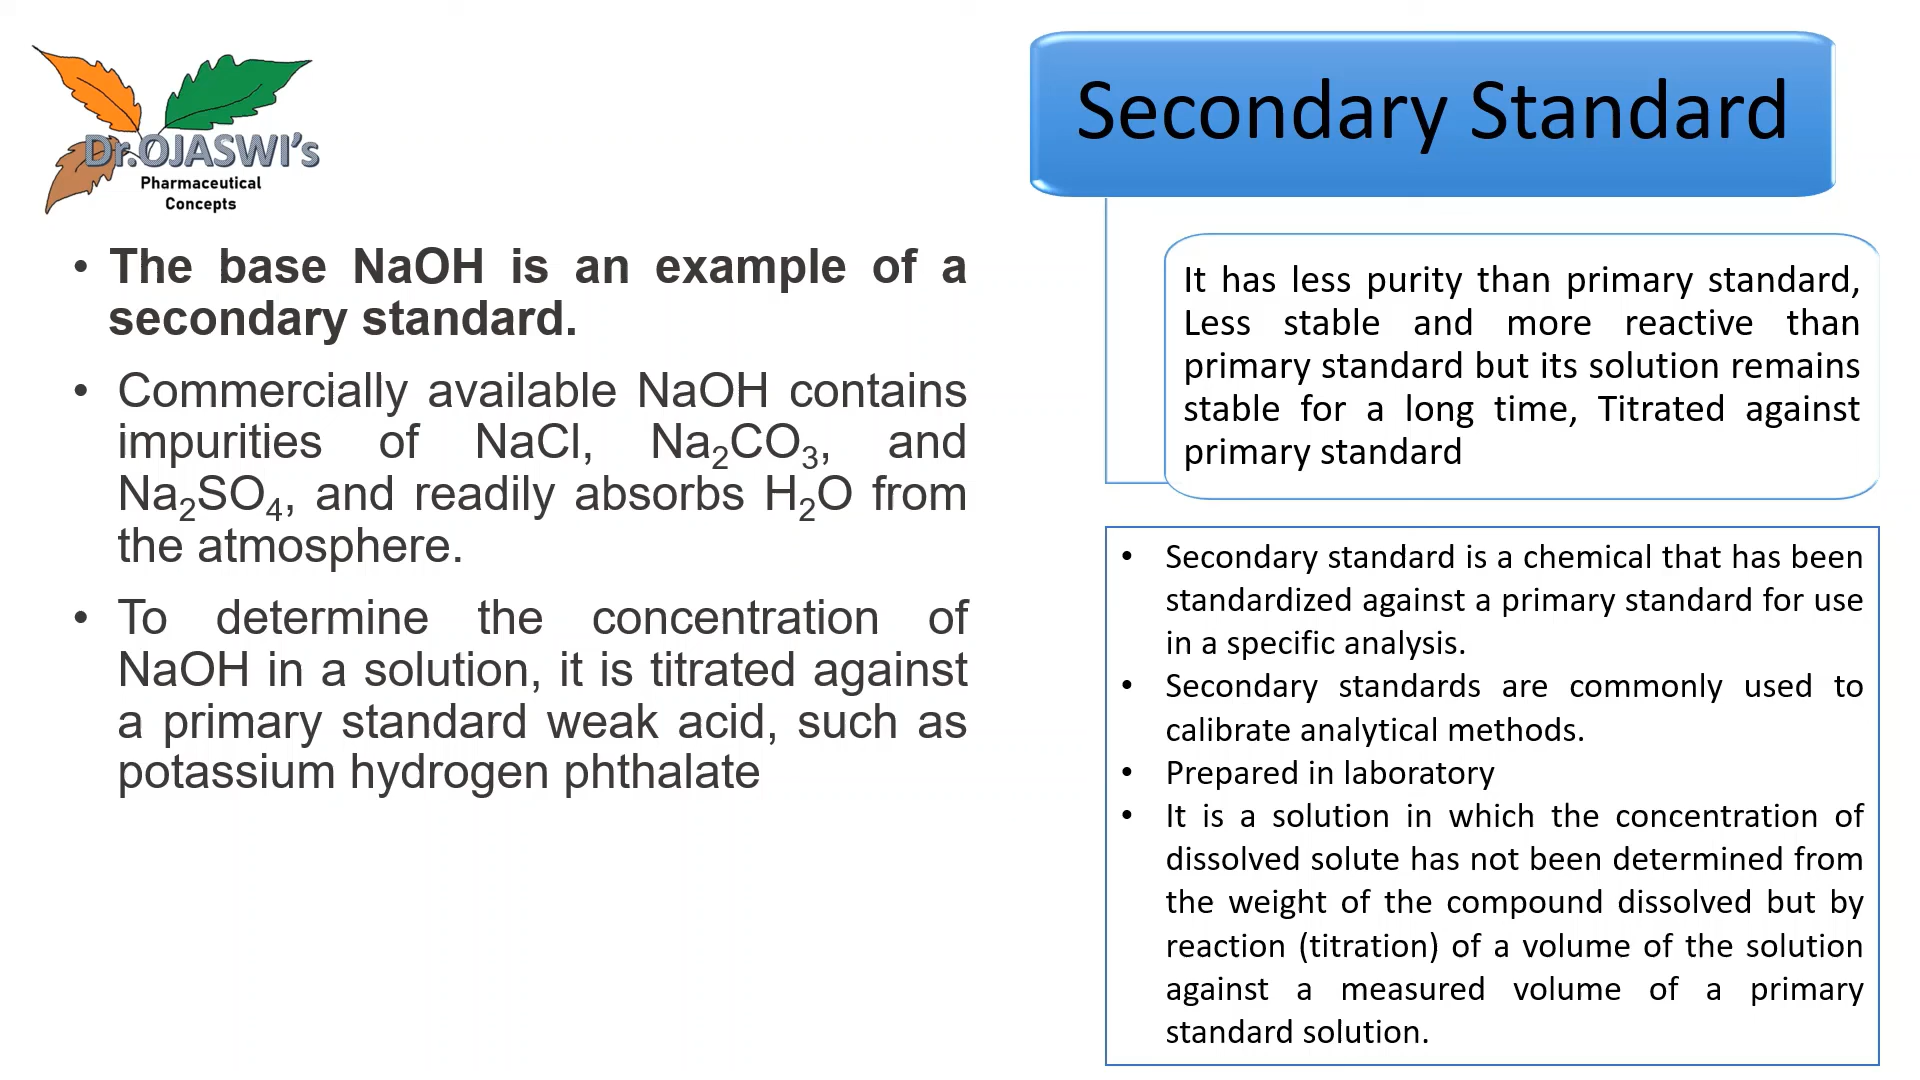 Dr.OJASWI's
Pharmaceutical
Concepts
• The base NaOH is an example of a
secondary standard.
• Commercially available NaOH contains
impurities of NaCl, Na₂CO₃, and
Na₂SO₄, and readily absorbs H₂O from
the atmosphere.
• To determine the concentration of
NaOH in a solution, it is titrated against
a primary standard weak acid, such as
potassium hydrogen phthalate
Secondary Standard
It has less purity than primary standard,
Less stable and more reactive than
primary standard but its solution remains
stable for a long time, Titrated against
primary standard
• Secondary standard is a chemical that has been
standardized against a primary standard for use
in a specific analysis.
• Secondary standards are commonly used to
calibrate analytical methods.
• Prepared in laboratory
• It is a solution in which the concentration of
dissolved solute has not been determined from
the weight of the compound dissolved but by
reaction (titration) of a volume of the solution
against a measured volume of a primary
standard solution.